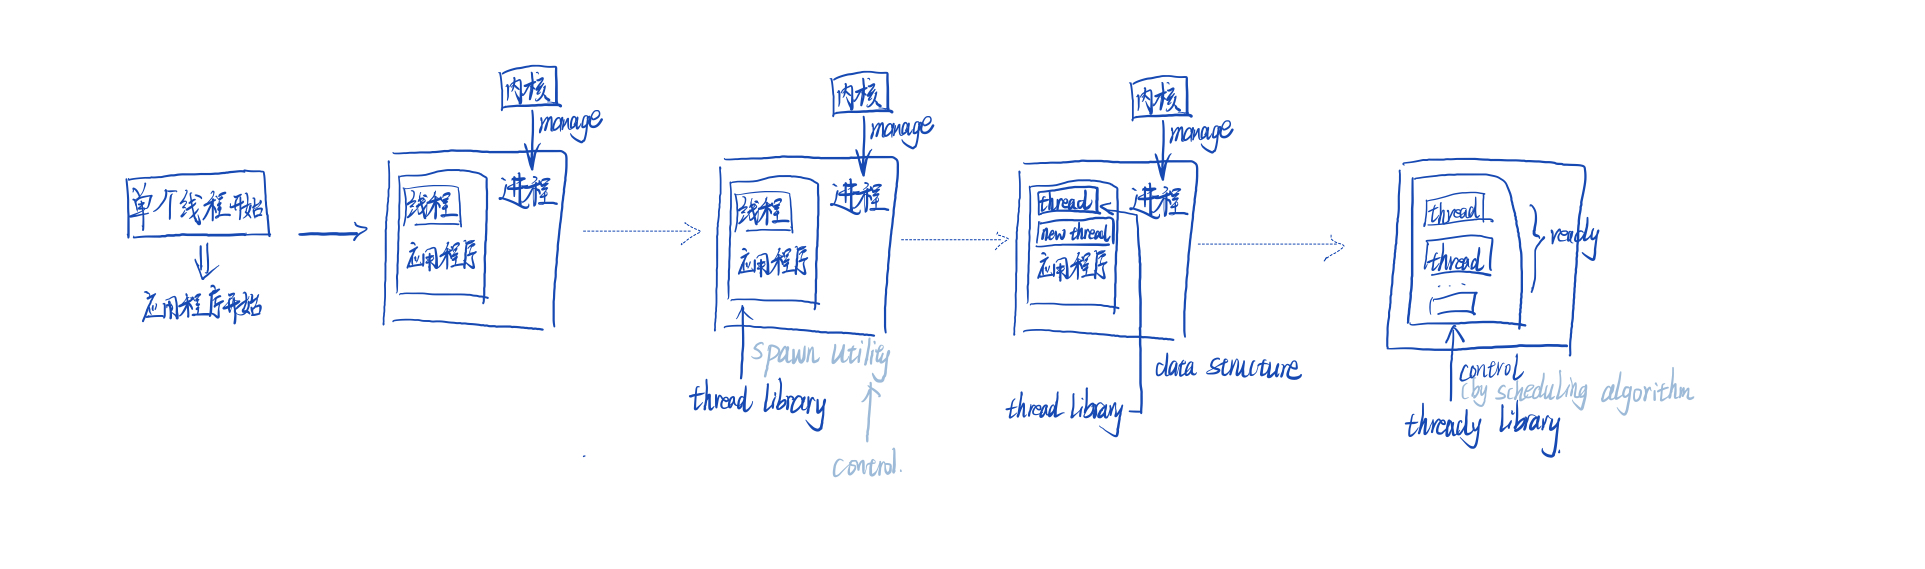 单个线程开始
应用程序开始
内核
manage
进程
线程
应用程序
内核
manage
进程
线程
应用程序
spawn utility
thread library
control.
内核
manage
进程
thread
new thread
应用程序
data structure
thread library
thread
thread
...
ready
control
(by scheduling algorithm
thready library.